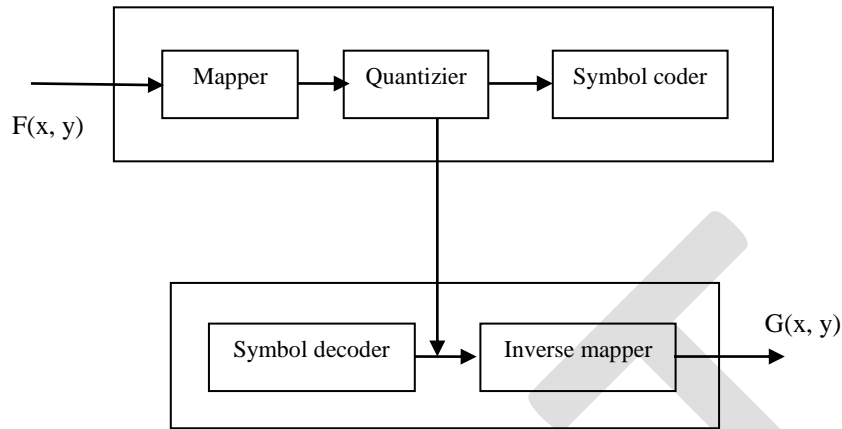 Mapper
Quantizier
Symbol coder
F(x, y)
G(x, y)
Symbol decoder
Inverse mapper